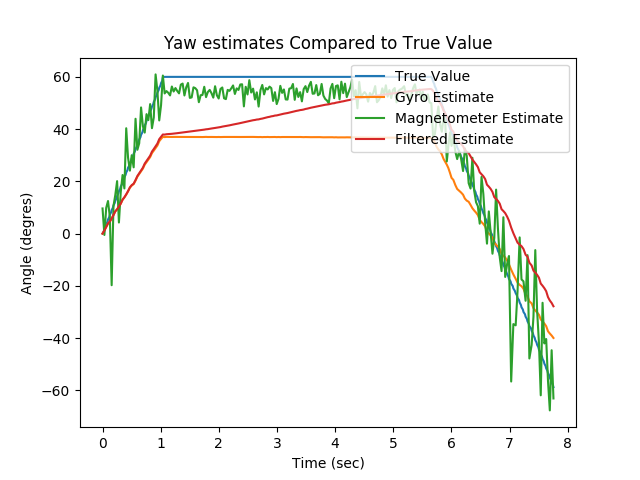 Yaw estimates Compared to True Value
True Value
Gyro Estimate
Magnetometer Estimate
Filtered Estimate
60
40
20
0
−20
−40
−60
Angle (degres)
0 1 2 3 4 5 6 7 8
Time (sec)